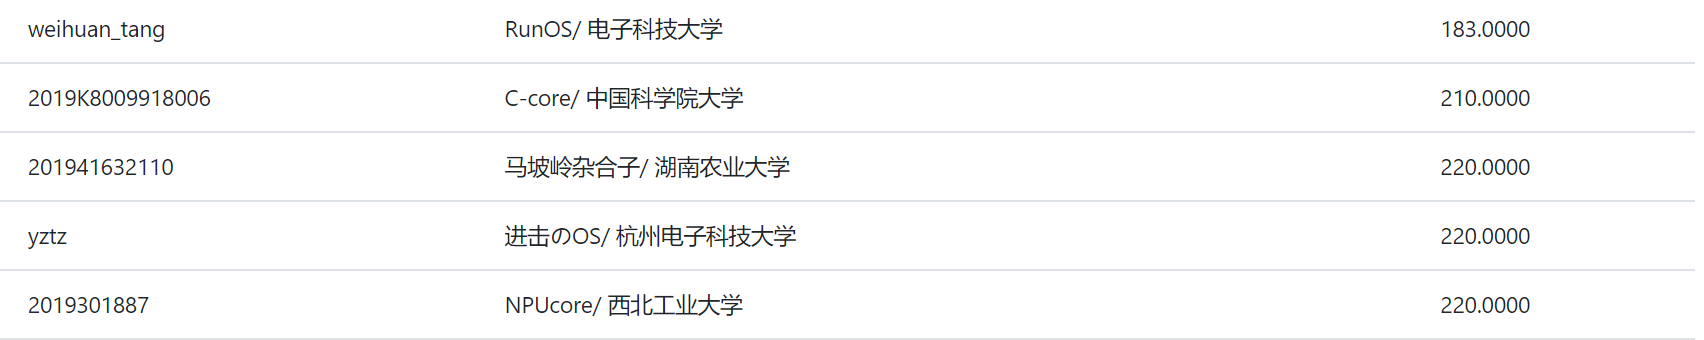 weihuan_tang RunOS/ 电子科技大学 183.0000
2019K8009918006 C-core/ 中国科学院大学 210.0000
201941632110 马坡岭杂合子/ 湖南农业大学 220.0000
yztz 进击のOS/ 杭州电子科技大学 220.0000
2019301887 NPUcore/ 西北工业大学 220.0000